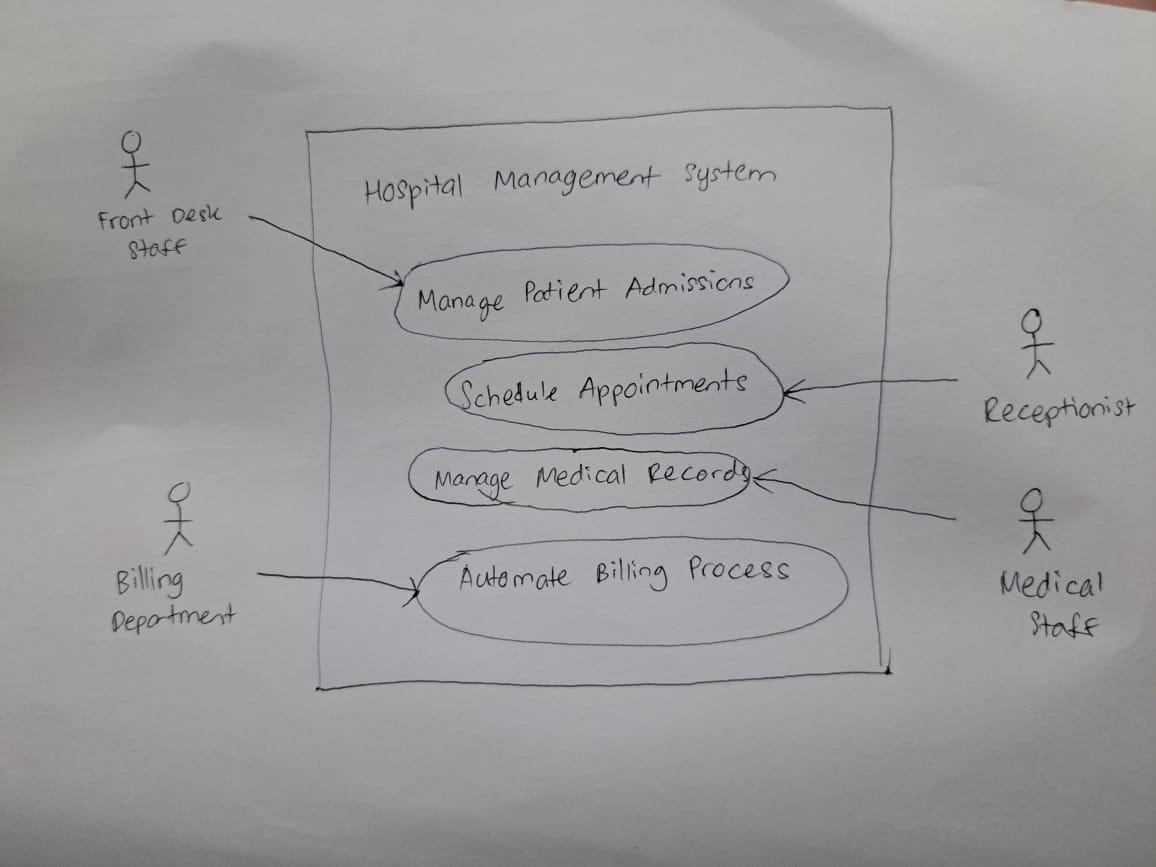 Hospital Management System
Front Desk
Staff
Manage Patient Admissions
Schedule Appointments
Receptionist
Manage Medical Records
Billing
Department
Automate Billing Process
Medical
Staff